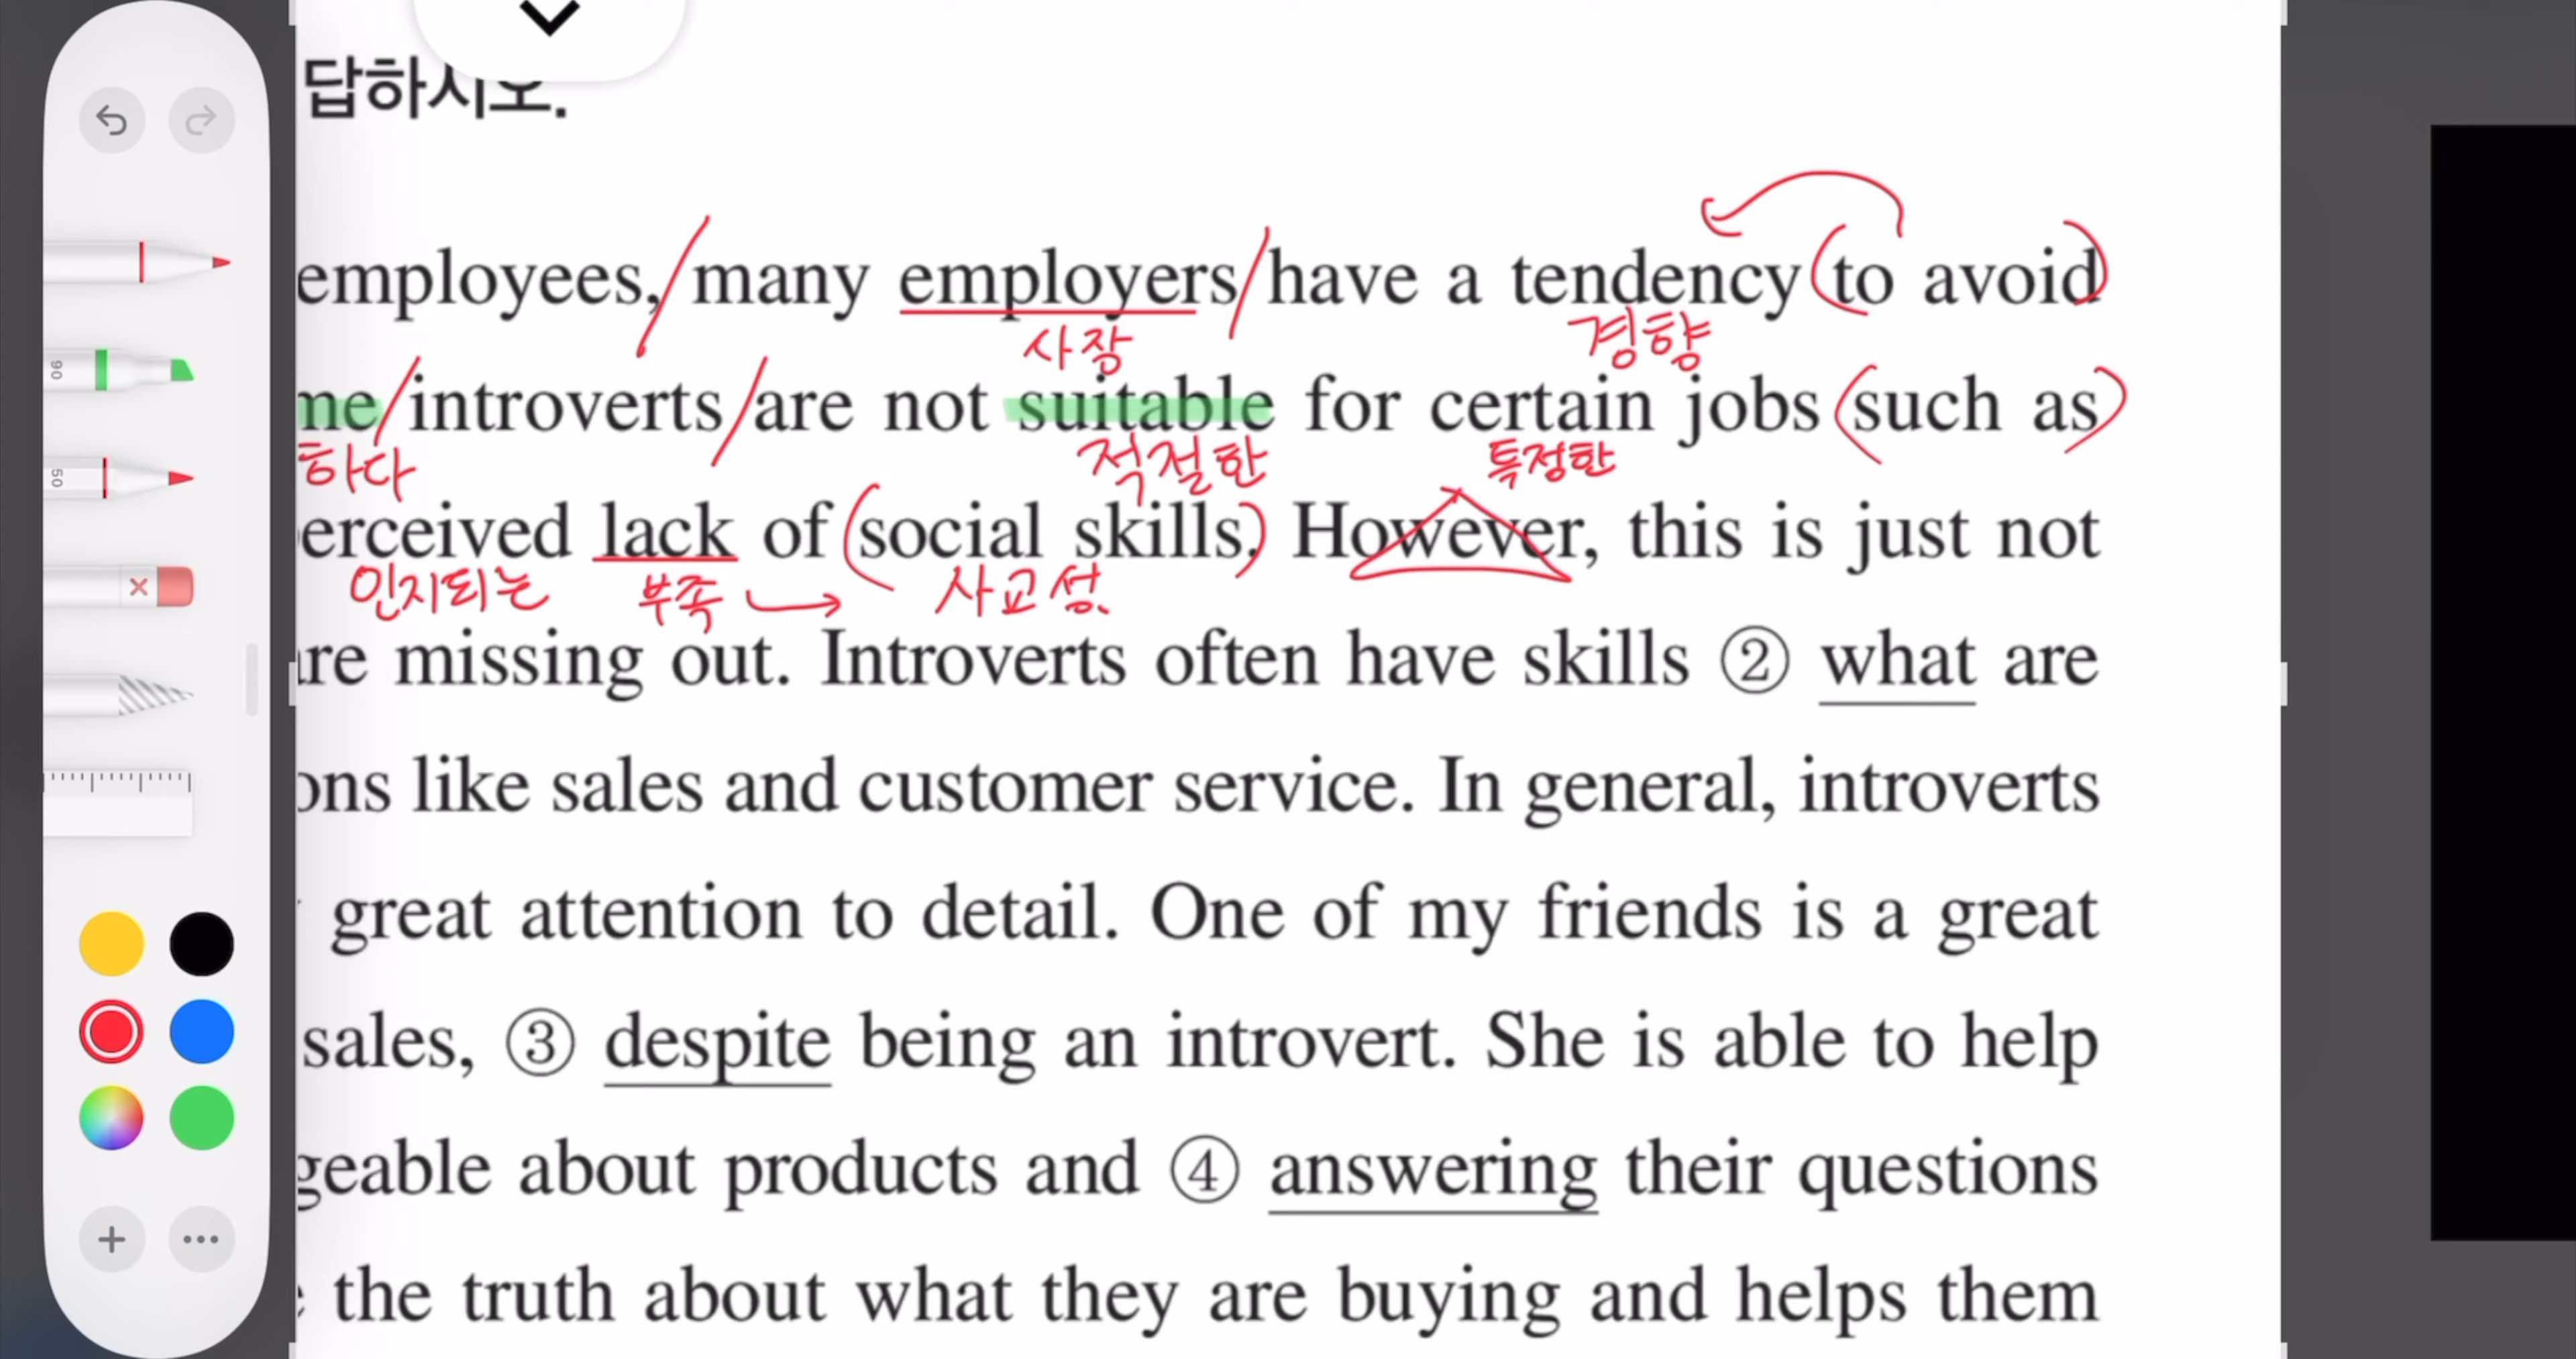 답하시오.
employees, many employers have a tendency to avoid
사장 경향
me introverts are not suitable for certain jobs such as
하다 적절한 특정한
erceived lack of social skills. However, this is just not
인지되는 부족 → 사교성.
are missing out. Introverts often have skills ② what are
ons like sales and customer service. In general, introverts
great attention to detail. One of my friends is a great
sales, ③ despite being an introvert. She is able to help
geable about products and ④ answering their questions
the truth about what they are buying and helps them
90
50